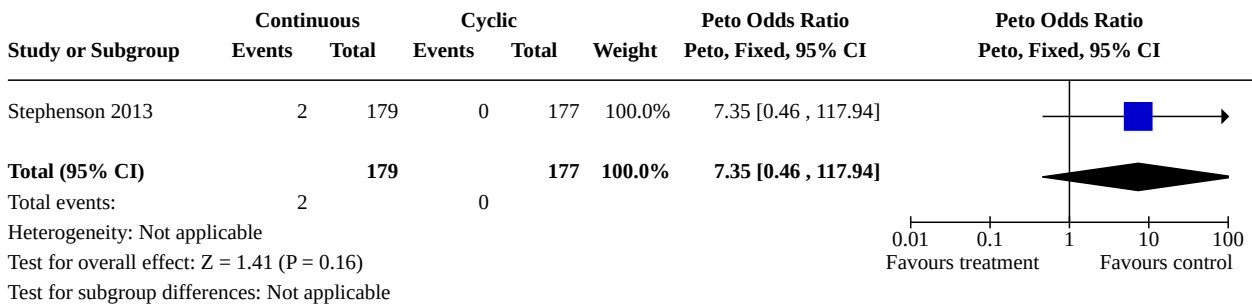 Continuous Cyclic Peto Odds Ratio Peto Odds Ratio
Study or Subgroup Events Total Events Total Weight Peto, Fixed, 95% CI Peto, Fixed, 95% CI
Stephenson 2013 2 179 0 177 100.0% 7.35 [0.46 , 117.94]
Total (95% CI) 179 177 100.0% 7.35 [0.46 , 117.94]
Total events: 2 0
Heterogeneity: Not applicable
0.01 0.1 1 10 100
Test for overall effect: Z = 1.41 (P = 0.16) Favours treatment Favours control
Test for subgroup differences: Not applicable